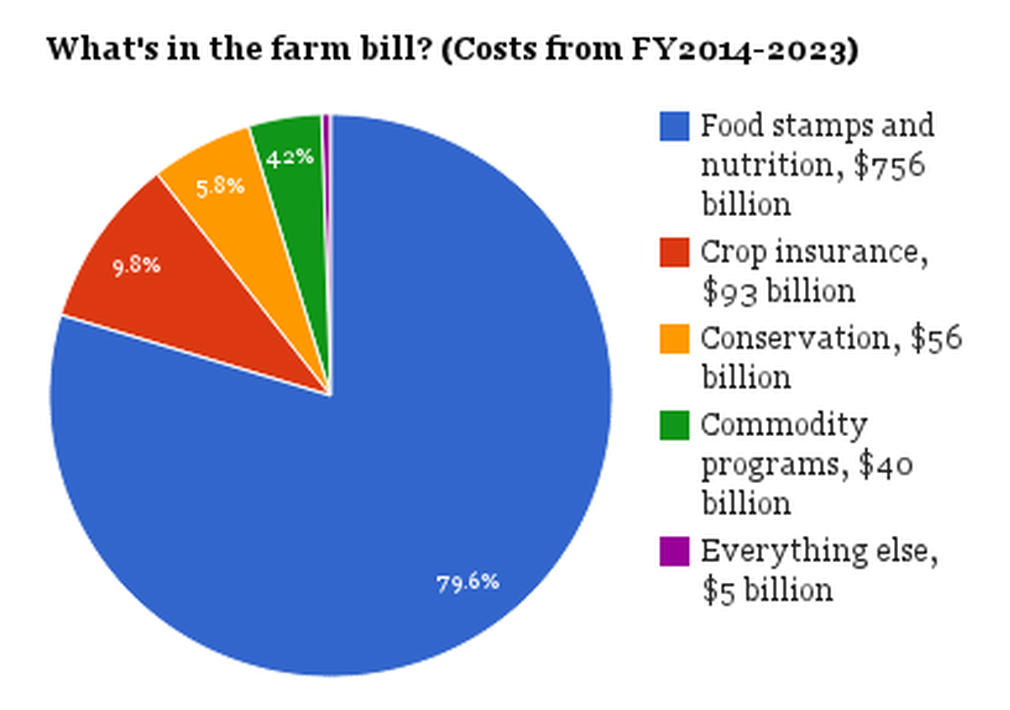 What's in the farm bill? (Costs from FY2014-2023)
4.2%
5.8%
9.8%
79.6%
Food stamps and
nutrition, $756
billion
Crop insurance,
$93 billion
Conservation, $56
billion
Commodity
programs, $40
billion
Everything else,
$5 billion